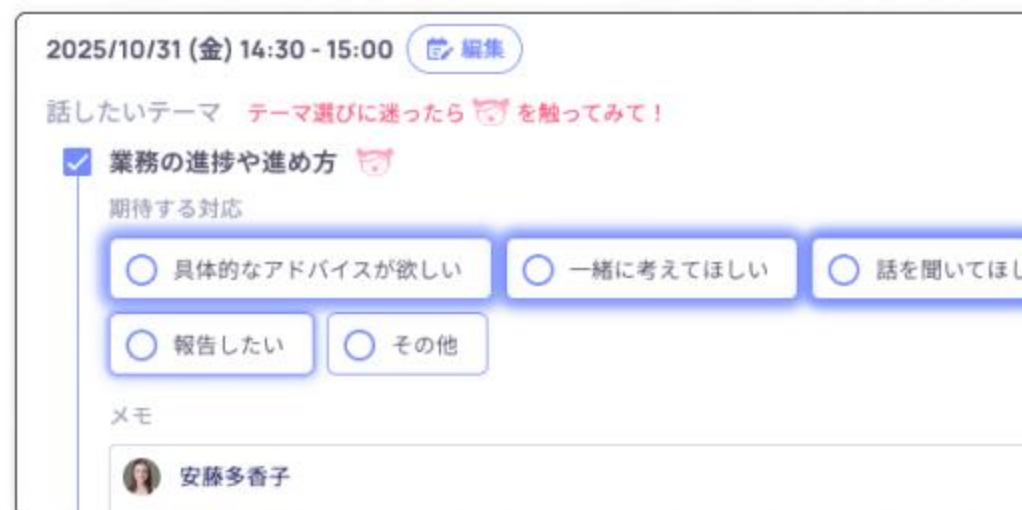 2025/10/31 (金) 14:30 - 15:00 編集
話したいテーマ テーマ選びに迷ったら を触ってみて！
業務の進捗や進め方
期待する対応
具体的なアドバイスが欲しい 一緒に考えてほしい 話を聞いてほし
報告したい その他
メモ
安藤多香子